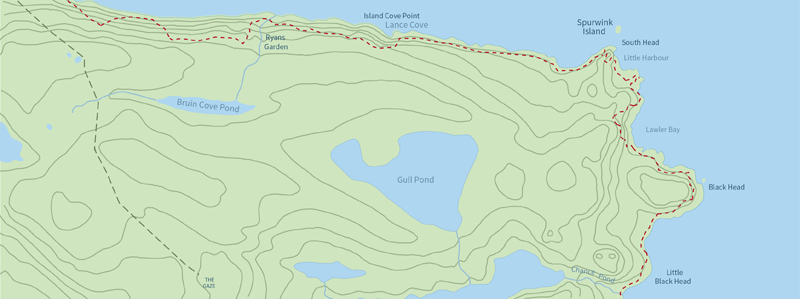 Island Cove Point
Lance Cove
Spurwink
Island
Ryans
Garden
South Head
Little Harbour
Bruin Cove Pond
Lawler Bay
Gull Pond
Black Head
THE
GAZE
Chance Pond
Little
Black Head